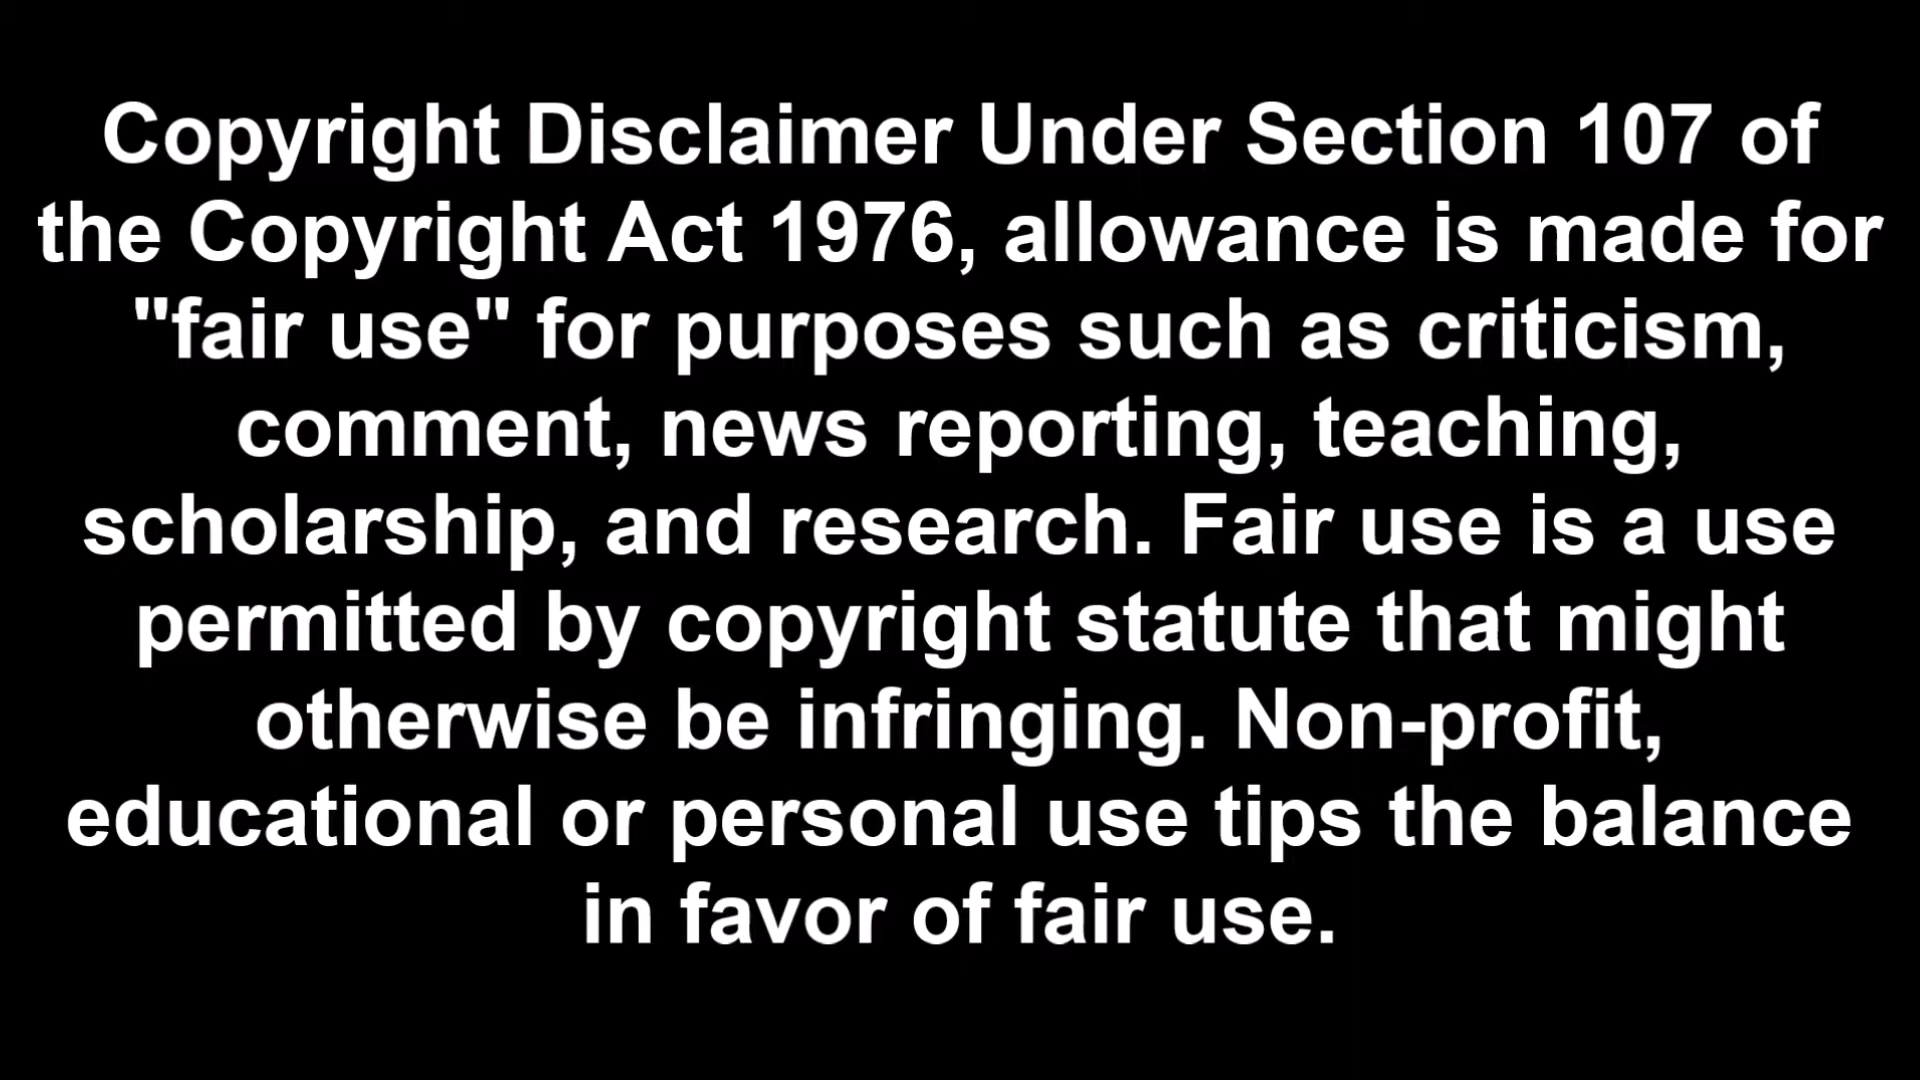 Copyright Disclaimer Under Section 107 of
the Copyright Act 1976, allowance is made for
"fair use" for purposes such as criticism,
comment, news reporting, teaching,
scholarship, and research. Fair use is a use
permitted by copyright statute that might
otherwise be infringing. Non-profit,
educational or personal use tips the balance
in favor of fair use.